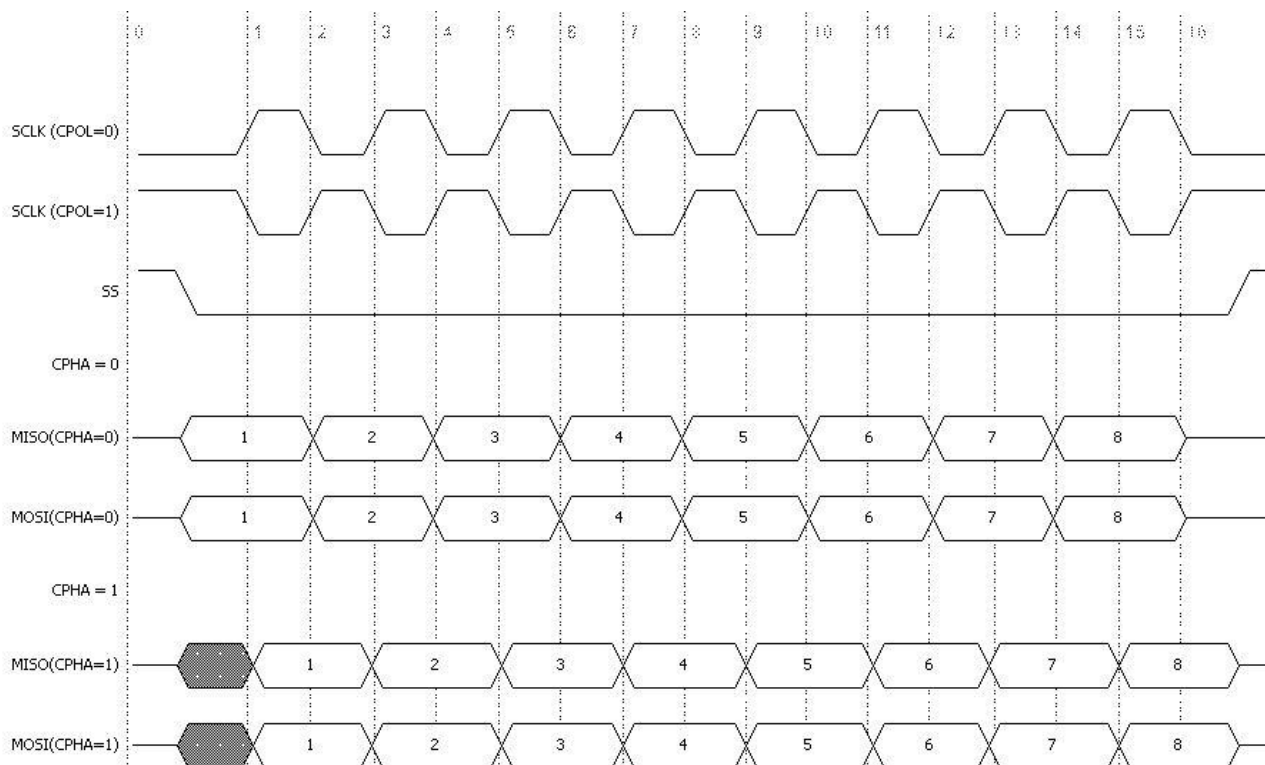 0 1 2 3 4 5 6 7 8 9 10 11 12 13 14 15 16
SCLK (CPOL=0)
SCLK (CPOL=1)
SS
CPHA = 0
MISO(CPHA=0) 1 2 3 4 5 6 7 8
MOSI(CPHA=0) 1 2 3 4 5 6 7 8
CPHA = 1
MISO(CPHA=1) 1 2 3 4 5 6 7 8
MOSI(CPHA=1) 1 2 3 4 5 6 7 8